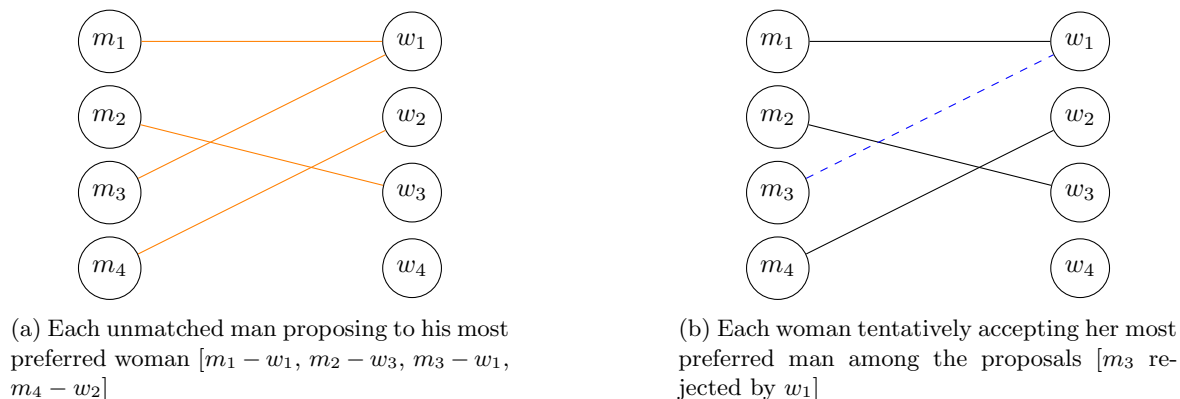 m₁ w₁ m₁ w₁
m₂ w₂ m₂ w₂
m₃ w₃ m₃ w₃
m₄ w₄ m₄ w₄
(a) Each unmatched man proposing to his most
preferred woman [m₁ − w₁, m₂ − w₃, m₃ − w₁,
m₄ − w₂]
(b) Each woman tentatively accepting her most
preferred man among the proposals [m₃ re-
jected by w₁]